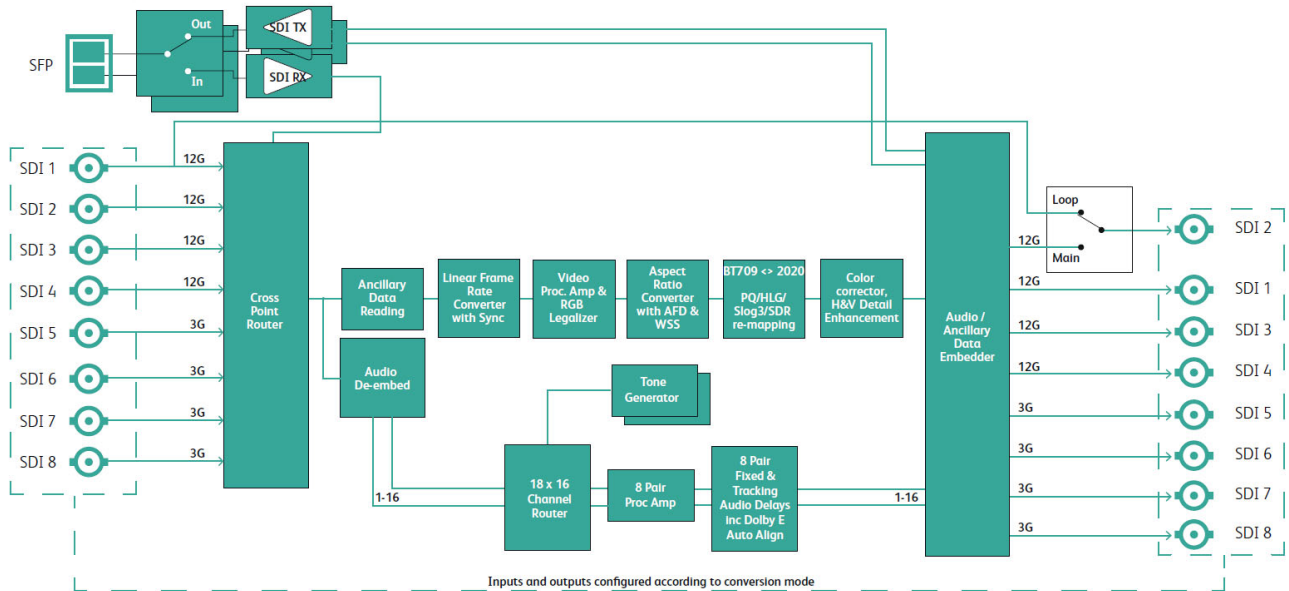 SFP
Out
In
SDI TX
SDI RX
SDI 1
SDI 2
SDI 3
SDI 4
SDI 5
SDI 6
SDI 7
SDI 8
12G
12G
12G
12G
3G
3G
3G
3G
Cross
Point
Router
Ancillary
Data
Reading
Linear Frame
Rate
Converter
with Sync
Video
Proc. Amp &
RGB
Legalizer
Aspect
Ratio
Converter
with AFD &
WSS
BT709 <> 2020
PQ/HLG/
Slog3/SDR
re-mapping
Color
corrector,
H&V Detail
Enhancement
Audio
De-embed
Tone
Generator
1-16
18 x 16
Channel
Router
8 Pair
Proc Amp
8 Pair
Fixed &
Tracking
Audio Delays
Inc Dolby E
Auto Align
1-16
Audio /
Ancillary
Data
Embedder
Loop
Main
12G
12G
12G
12G
3G
3G
3G
3G
SDI 2
SDI 1
SDI 3
SDI 4
SDI 5
SDI 6
SDI 7
SDI 8
Inputs and outputs configured according to conversion mode